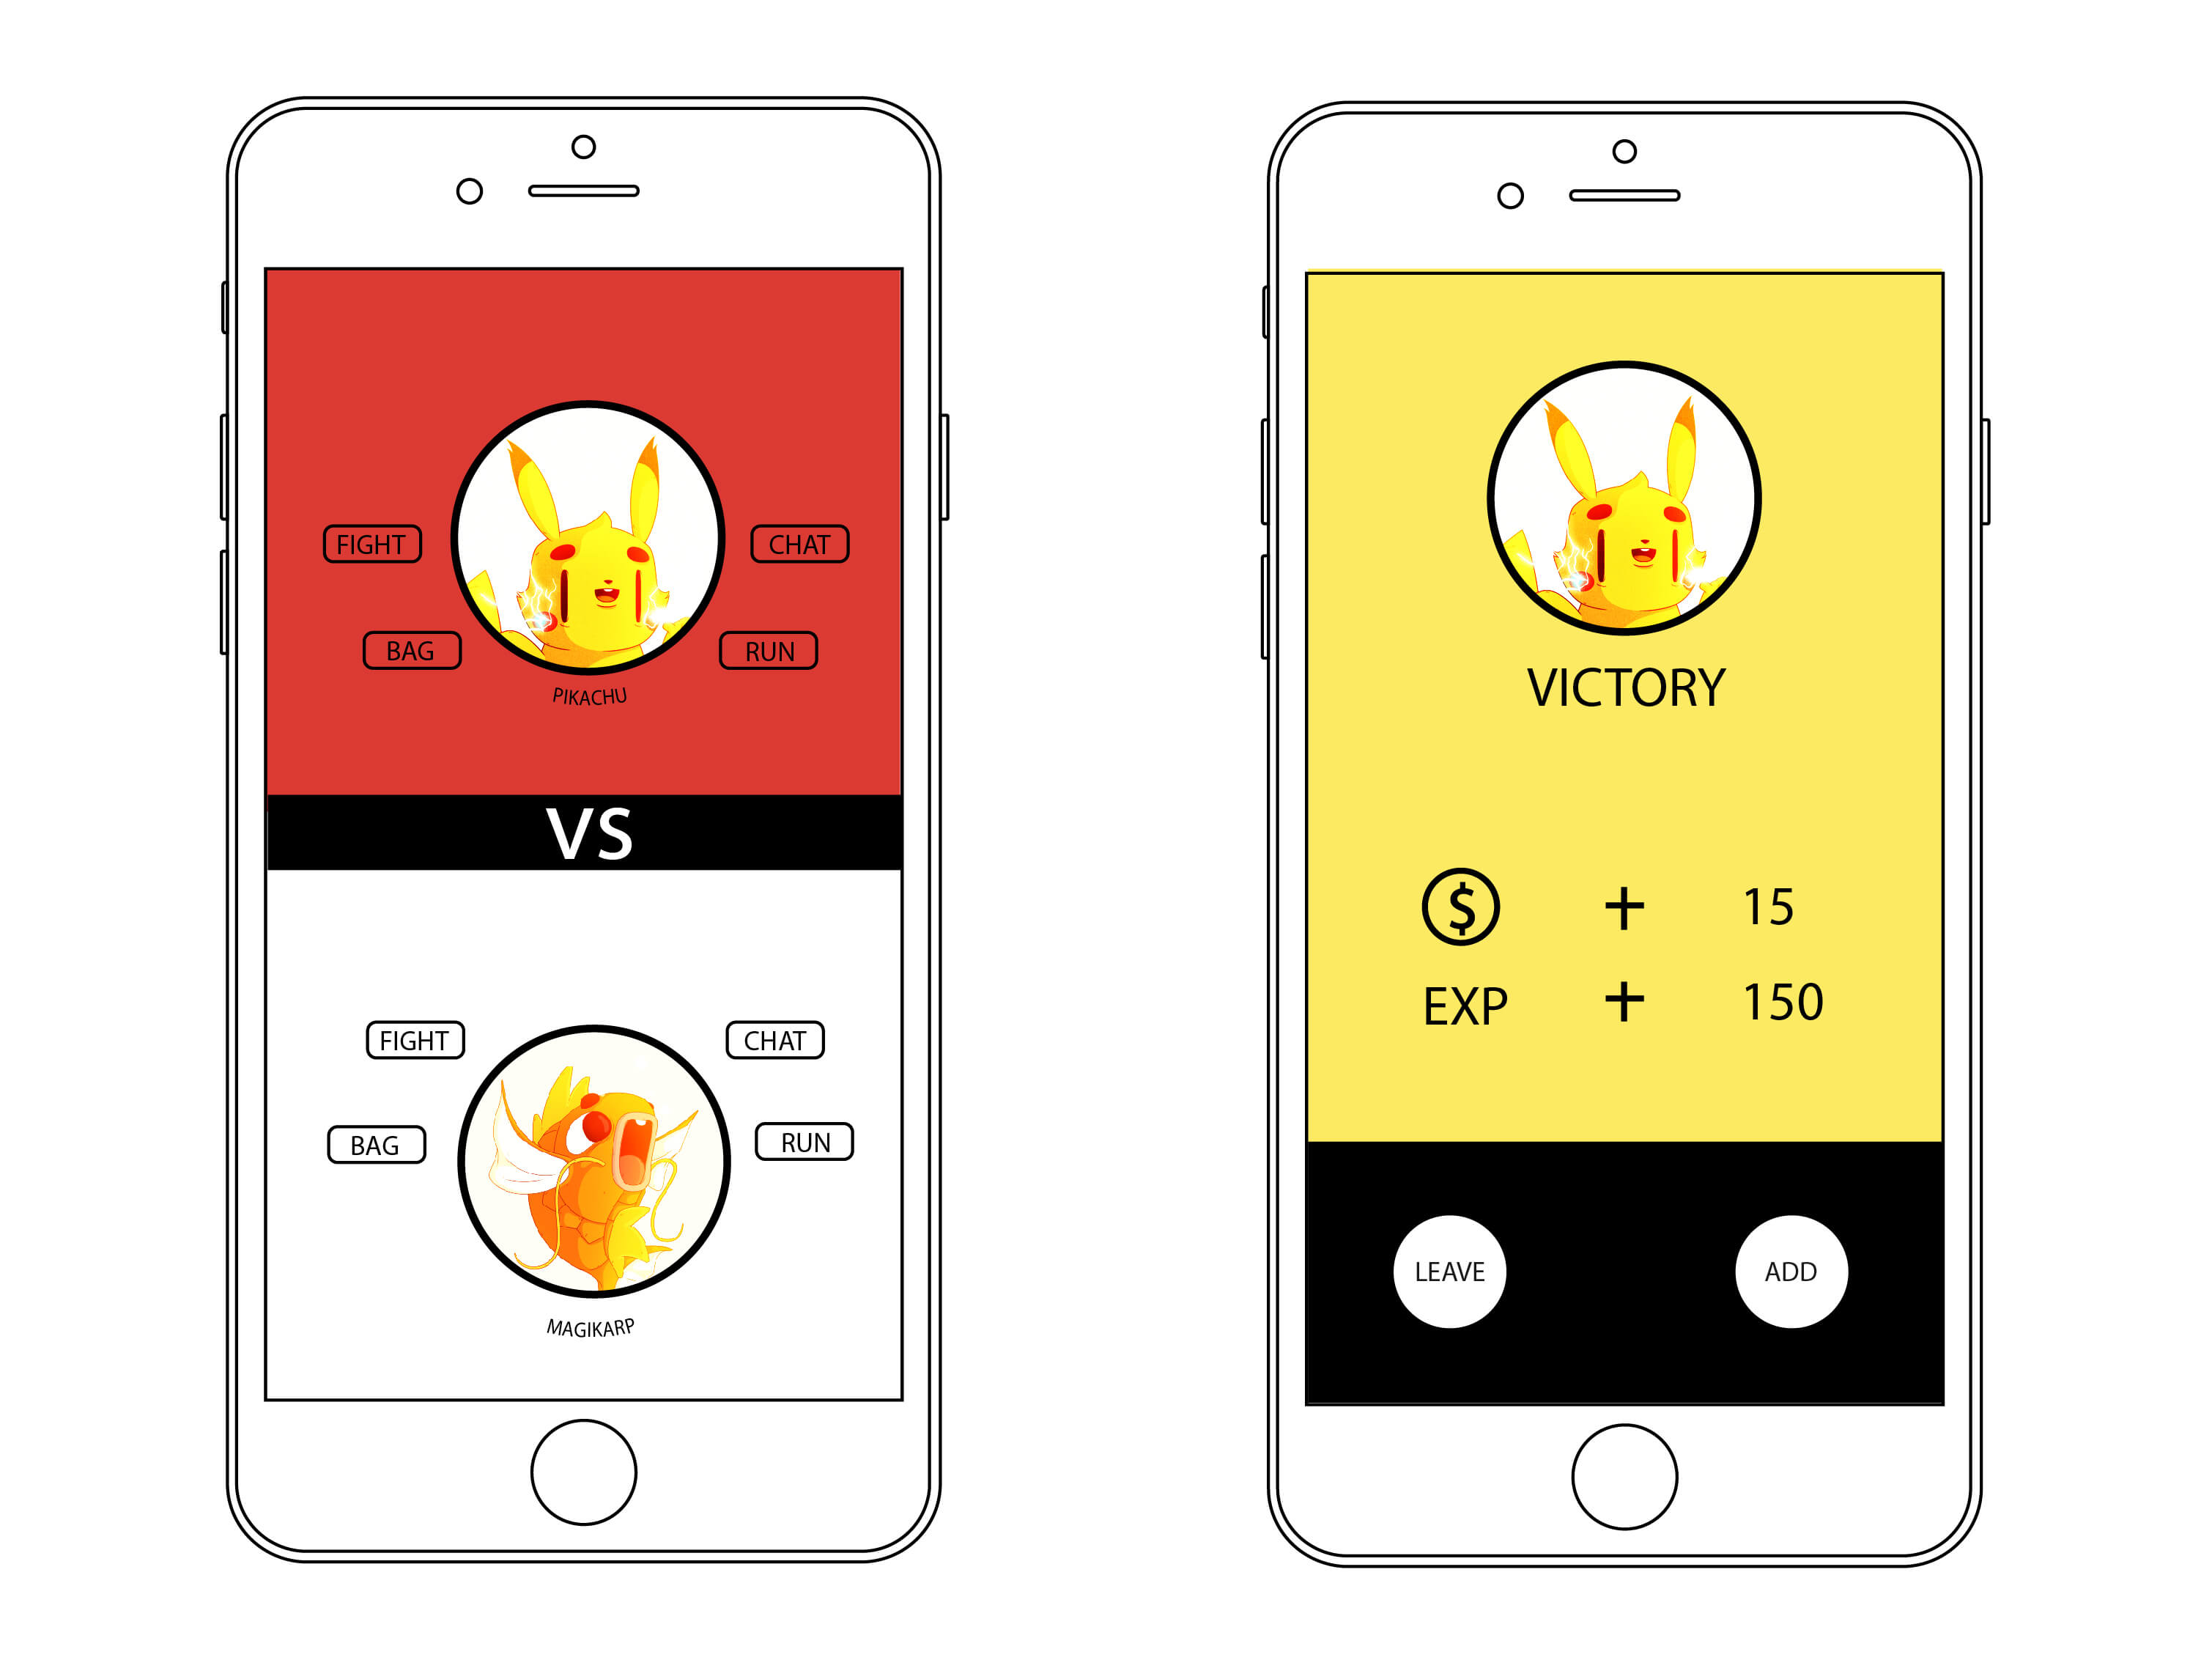 FIGHT CHAT
BAG RUN
PIKACHU
VS
FIGHT CHAT
BAG RUN
MAGIKARP
VICTORY
$ + 15
EXP + 150
LEAVE ADD